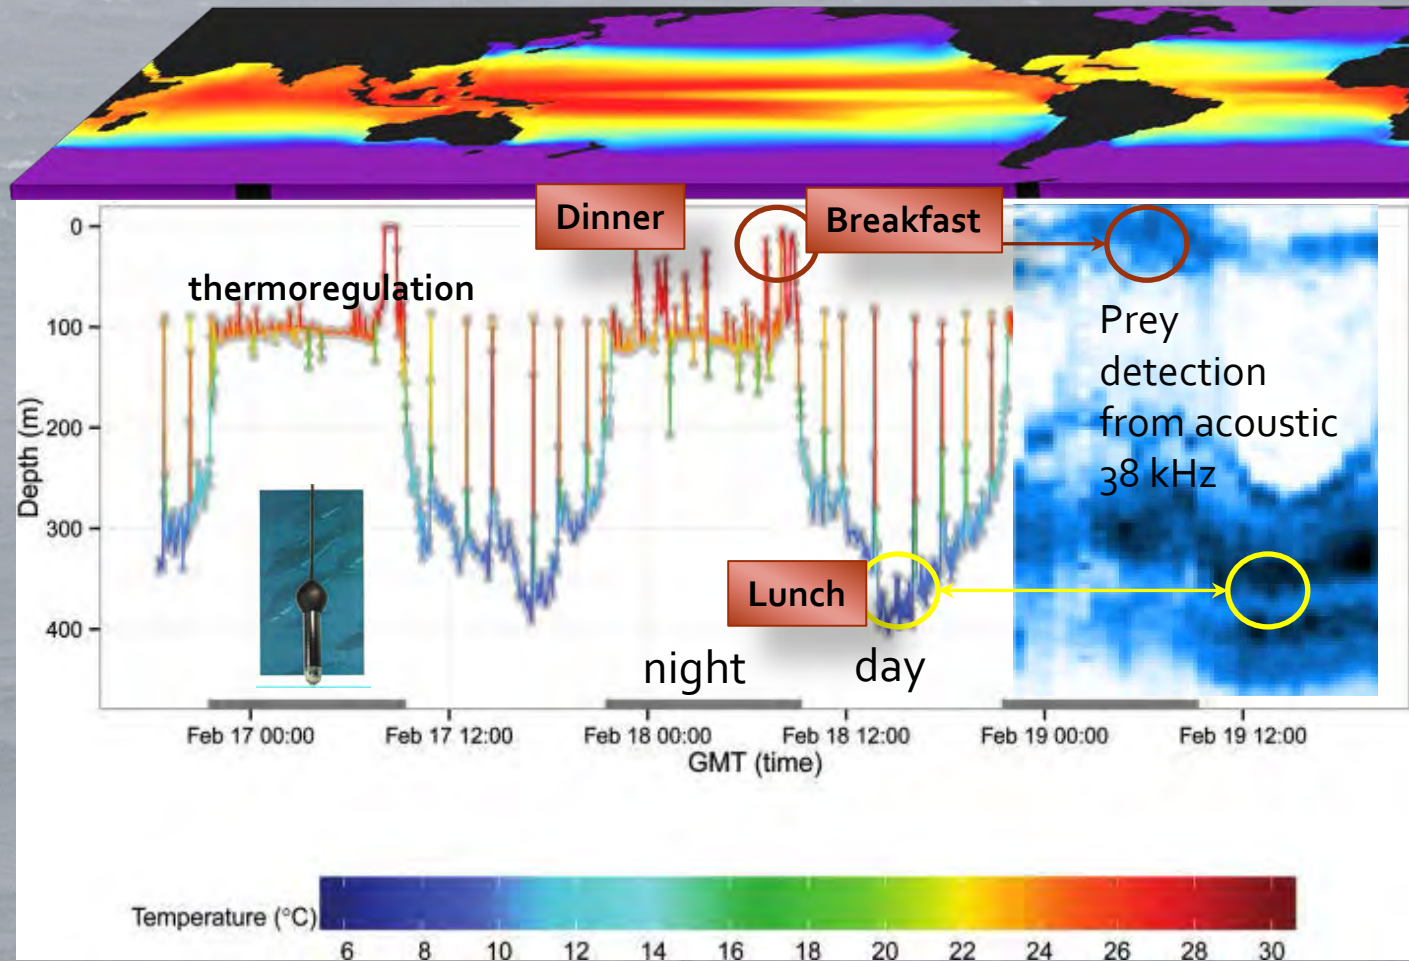 Dinner
Breakfast
thermoregulation
0
100
200
300
400
Depth (m)
Prey
detection
from acoustic
38 kHz
Lunch
night
day
Feb 17 00:00
Feb 17 12:00
Feb 18 00:00
Feb 18 12:00
Feb 19 00:00
Feb 19 12:00
GMT (time)
Temperature (°C)
6
8
10
12
14
16
18
20
22
24
26
28
30